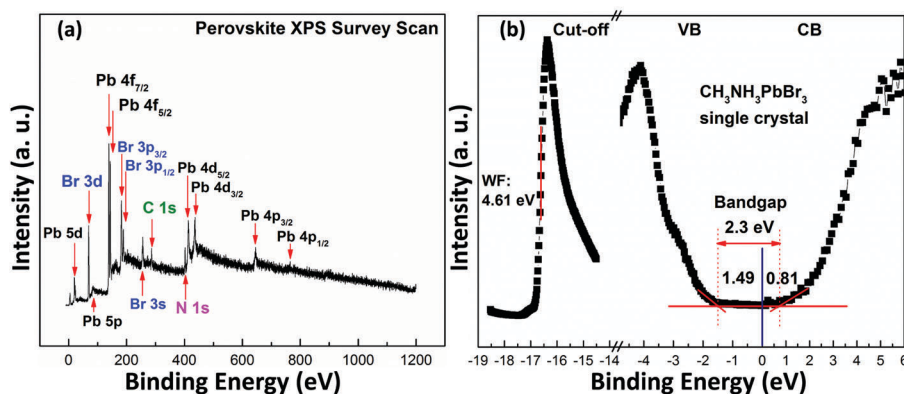 (a)
Perovskite XPS Survey Scan
Pb 4f7/2
Pb 4f5/2
Br 3p3/2
Br 3p1/2
Br 3d
C 1s
Pb 4d5/2
Pb 4d3/2
Pb 5d
Pb 4p3/2
Pb 4p1/2
Pb 5p
Br 3s
N 1s
Intensity (a. u.)
0 200 400 600 800 1000 1200
Binding Energy (eV)
(b)
Cut-off
VB
CB
CH3NH3PbBr3
single crystal
WF:
4.61 eV
Bandgap
2.3 eV
1.49
0.81
Intensity (a. u.)
-19 -18 -17 -16 -15 -14 -4 -3 -2 -1 0 1 2 3 4 5 6
Binding Energy (eV)